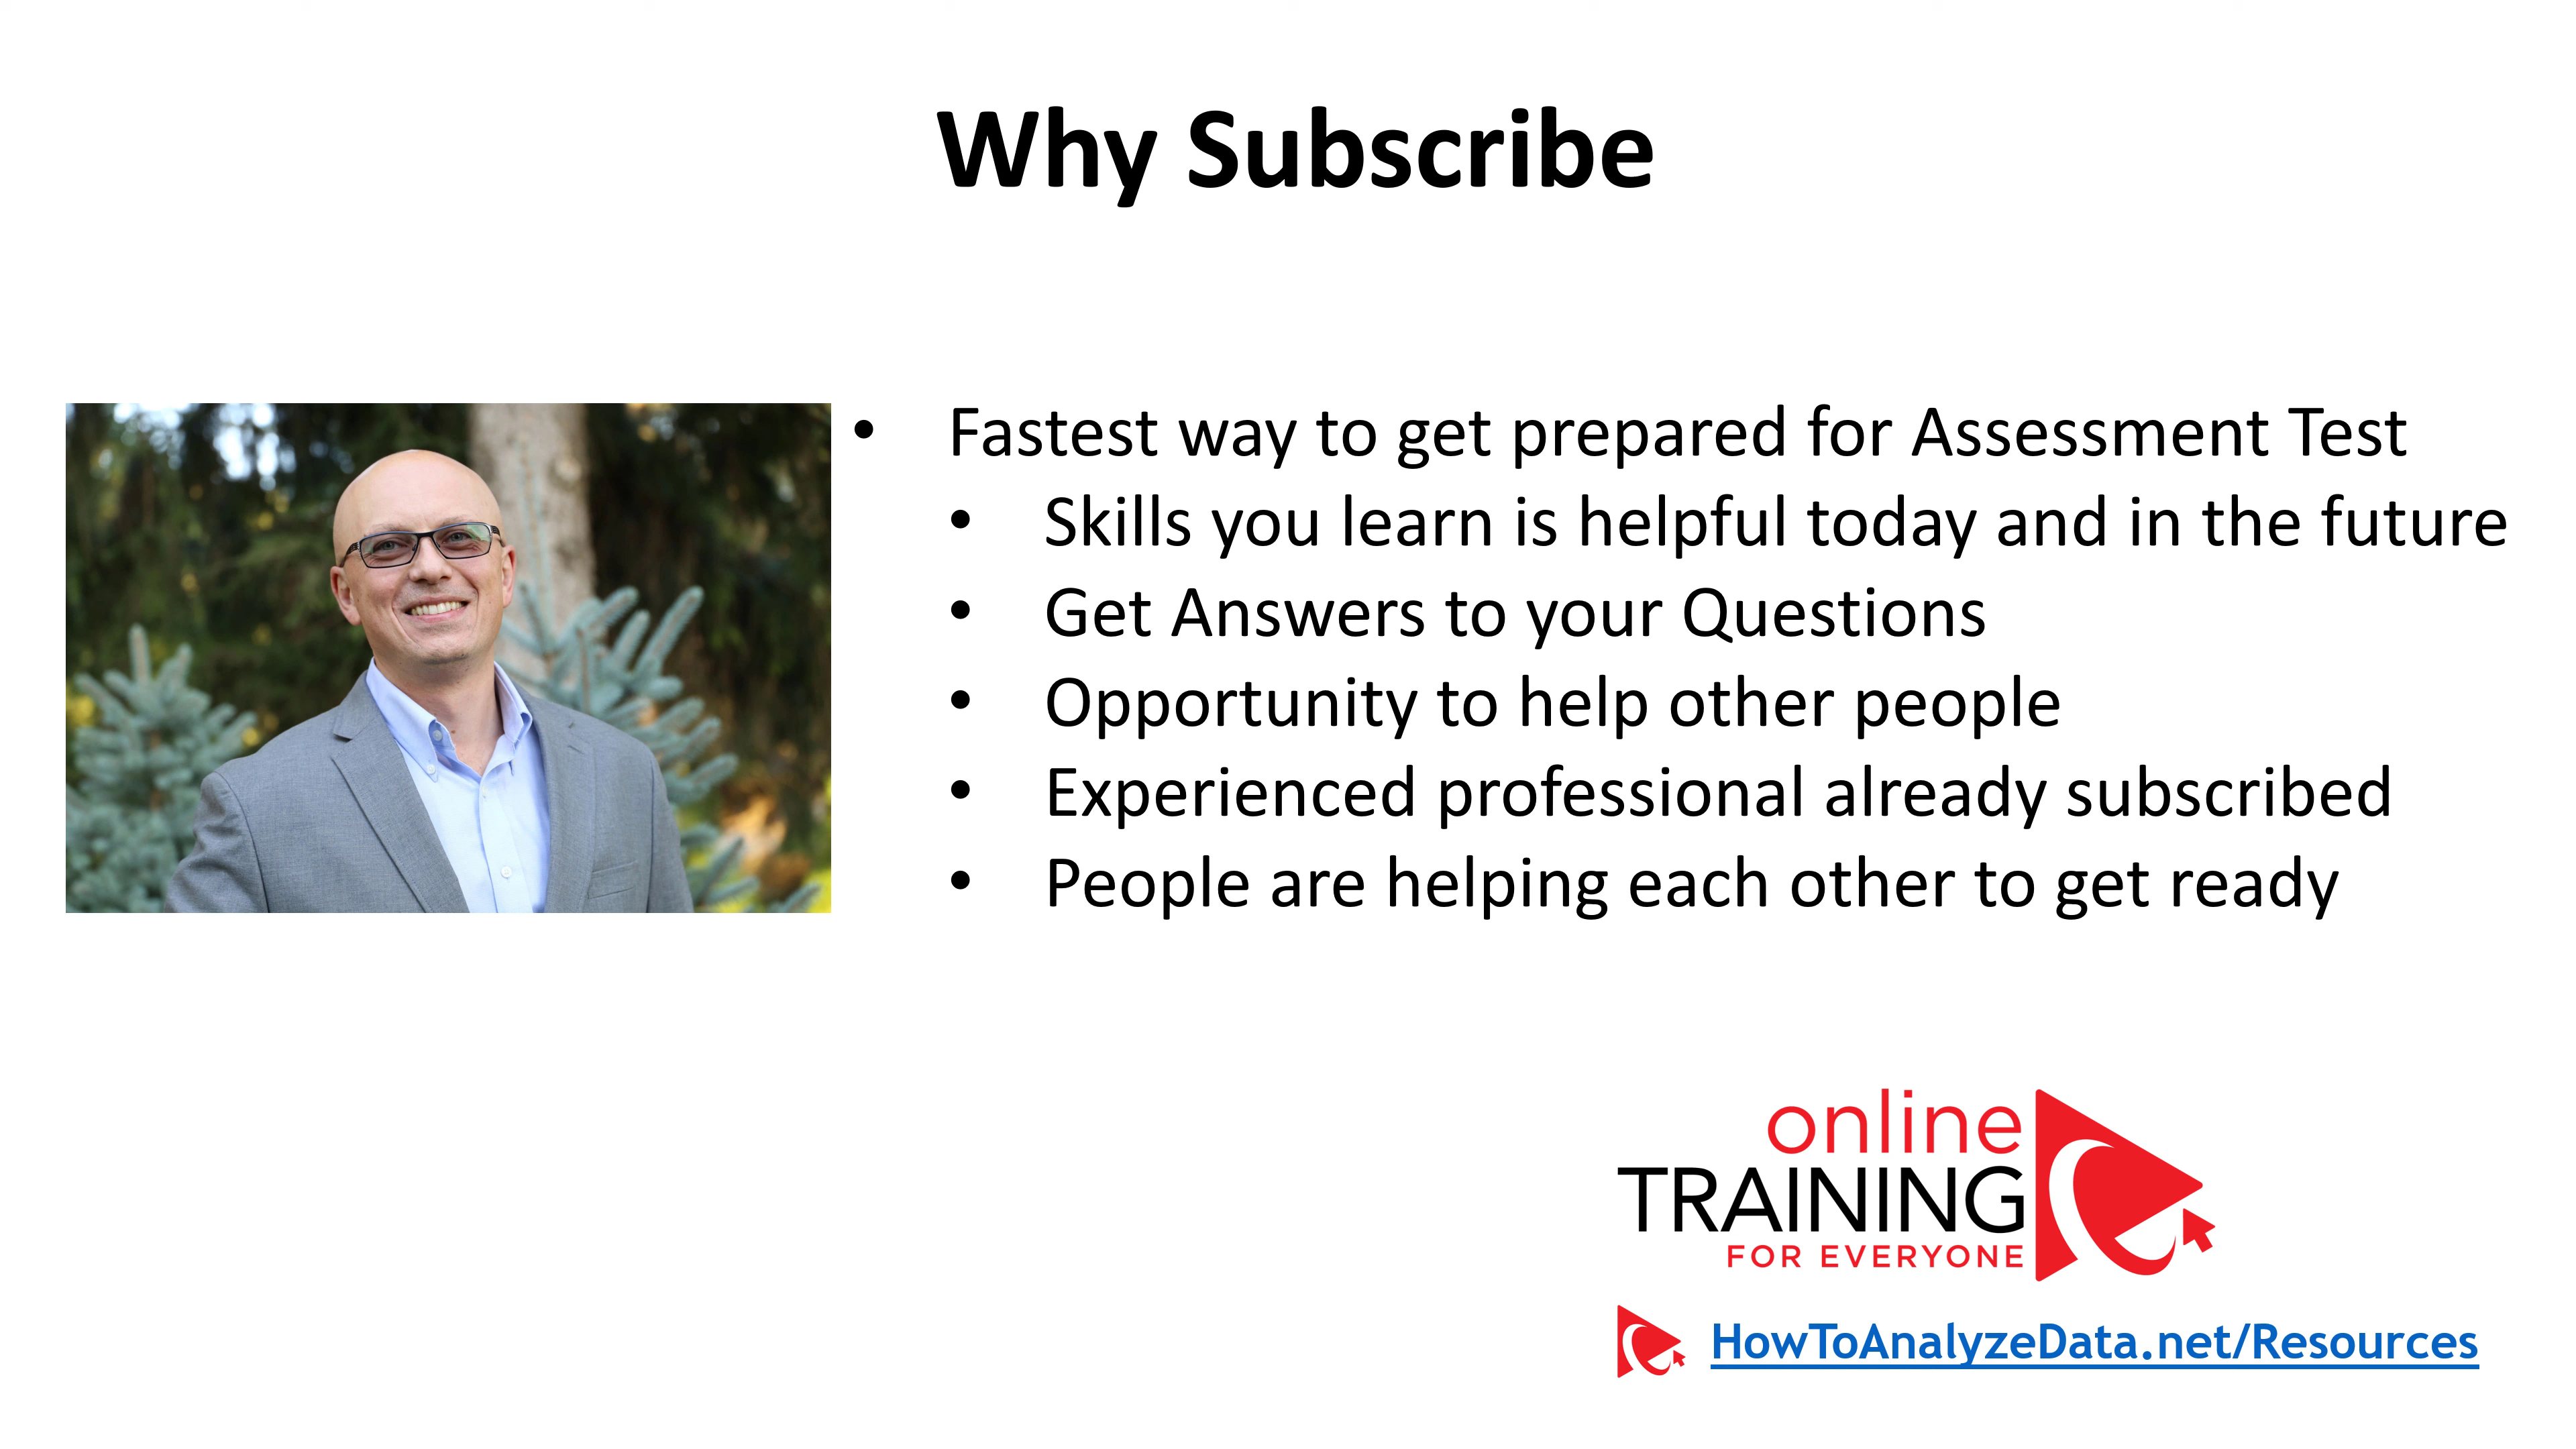 Why Subscribe
• Fastest way to get prepared for Assessment Test
• Skills you learn is helpful today and in the future
• Get Answers to your Questions
• Opportunity to help other people
• Experienced professional already subscribed
• People are helping each other to get ready
online
TRAINING
FOR EVERYONE
HowToAnalyzeData.net/Resources